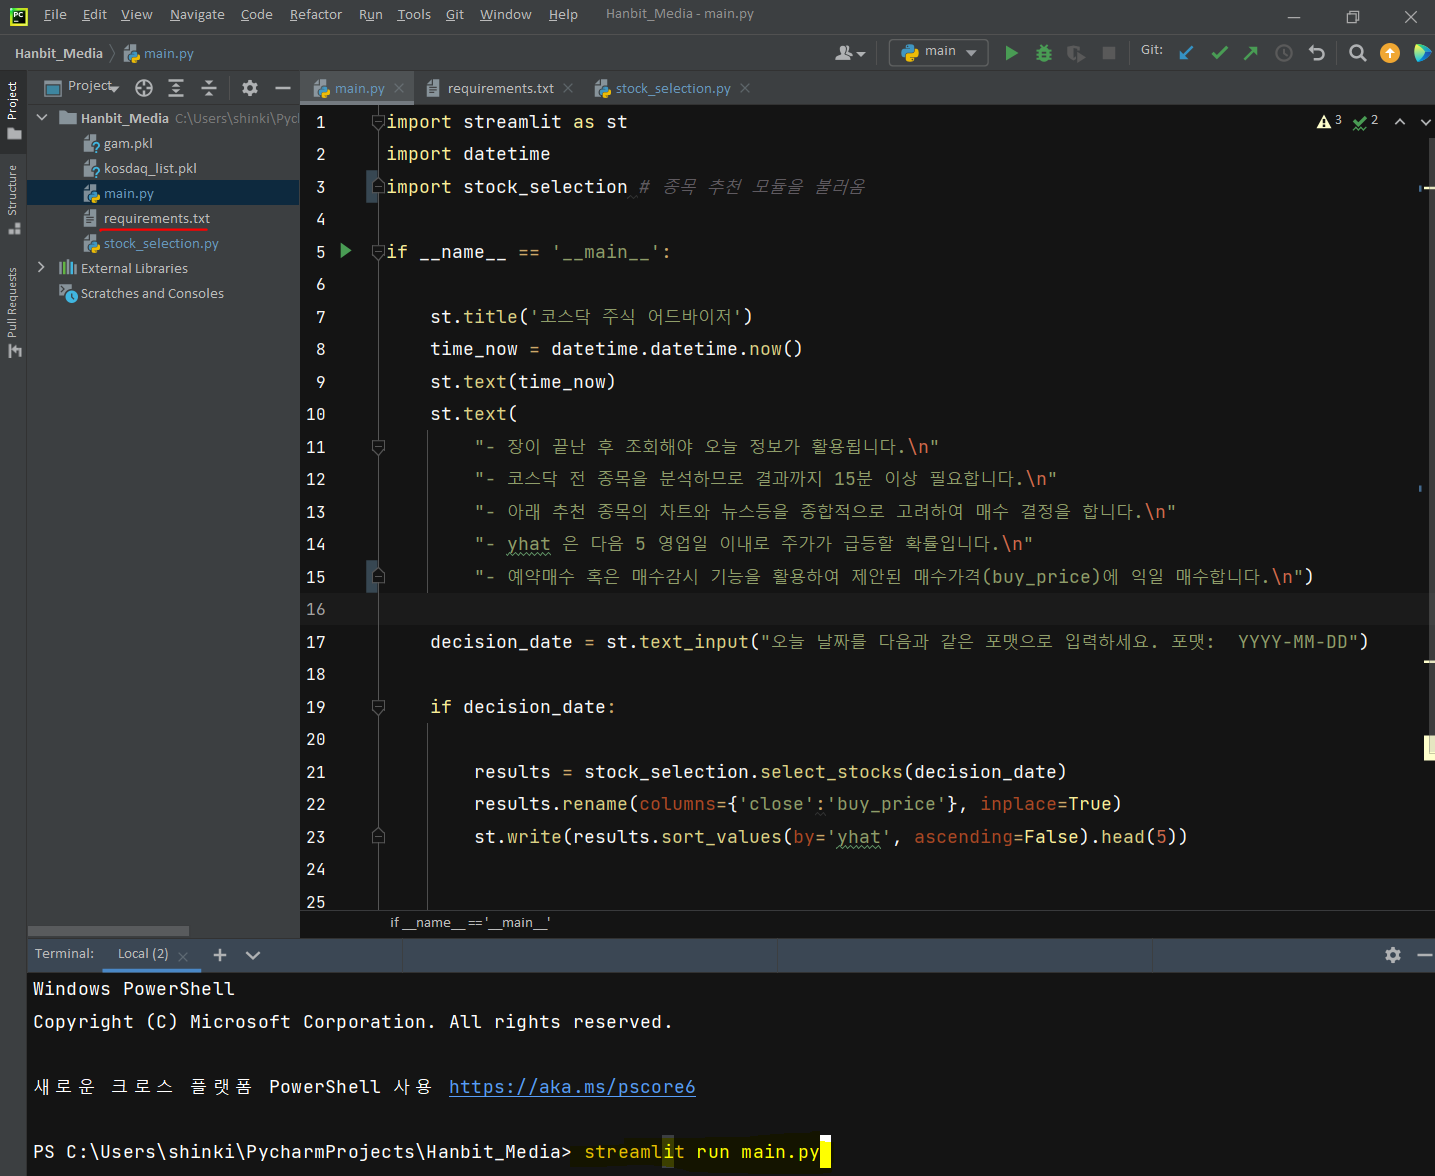 PC File Edit View Navigate Code Refactor Run Tools Git Window Help Hanbit_Media - main.py
Hanbit_Media main.py main Git:
Project
Project main.py requirements.txt stock_selection.py
Hanbit_Media C:\Users\shinki\Pych
gam.pkl
kosdaq_list.pkl
main.py
requirements.txt
stock_selection.py
External Libraries
Scratches and Consoles
Structure
Pull Requests
3 2
1 import streamlit as st
2 import datetime
3 import stock_selection # 종목 추천 모듈을 불러옴
4
5 if __name__ == '__main__':
6
7 st.title('코스닥 주식 어드바이저')
8 time_now = datetime.datetime.now()
9 st.text(time_now)
10 st.text(
11 "- 장이 끝난 후 조회해야 오늘 정보가 활용됩니다.\n"
12 "- 코스닥 전 종목을 분석하므로 결과까지 15분 이상 필요합니다.\n"
13 "- 아래 추천 종목의 차트와 뉴스등을 종합적으로 고려하여 매수 결정을 합니다.\n"
14 "- yhat 은 다음 5 영업일 이내로 주가가 급등할 확률입니다.\n"
15 "- 예약매수 혹은 매수감시 기능을 활용하여 제안된 매수가격(buy_price)에 익일 매수합니다.\n")
16
17 decision_date = st.text_input("오늘 날짜를 다음과 같은 포맷으로 입력하세요. 포맷:  YYYY-MM-DD")
18
19 if decision_date:
20
21 results = stock_selection.select_stocks(decision_date)
22 results.rename(columns={'close':'buy_price'}, inplace=True)
23 st.write(results.sort_values(by='yhat', ascending=False).head(5))
24
25
if __name__ == '__main__'
Terminal: Local (2)
Windows PowerShell
Copyright (C) Microsoft Corporation. All rights reserved.
새로운 크로스 플랫폼 PowerShell 사용 https://aka.ms/pscore6
PS C:\Users\shinki\PycharmProjects\Hanbit_Media> streamlit run main.py